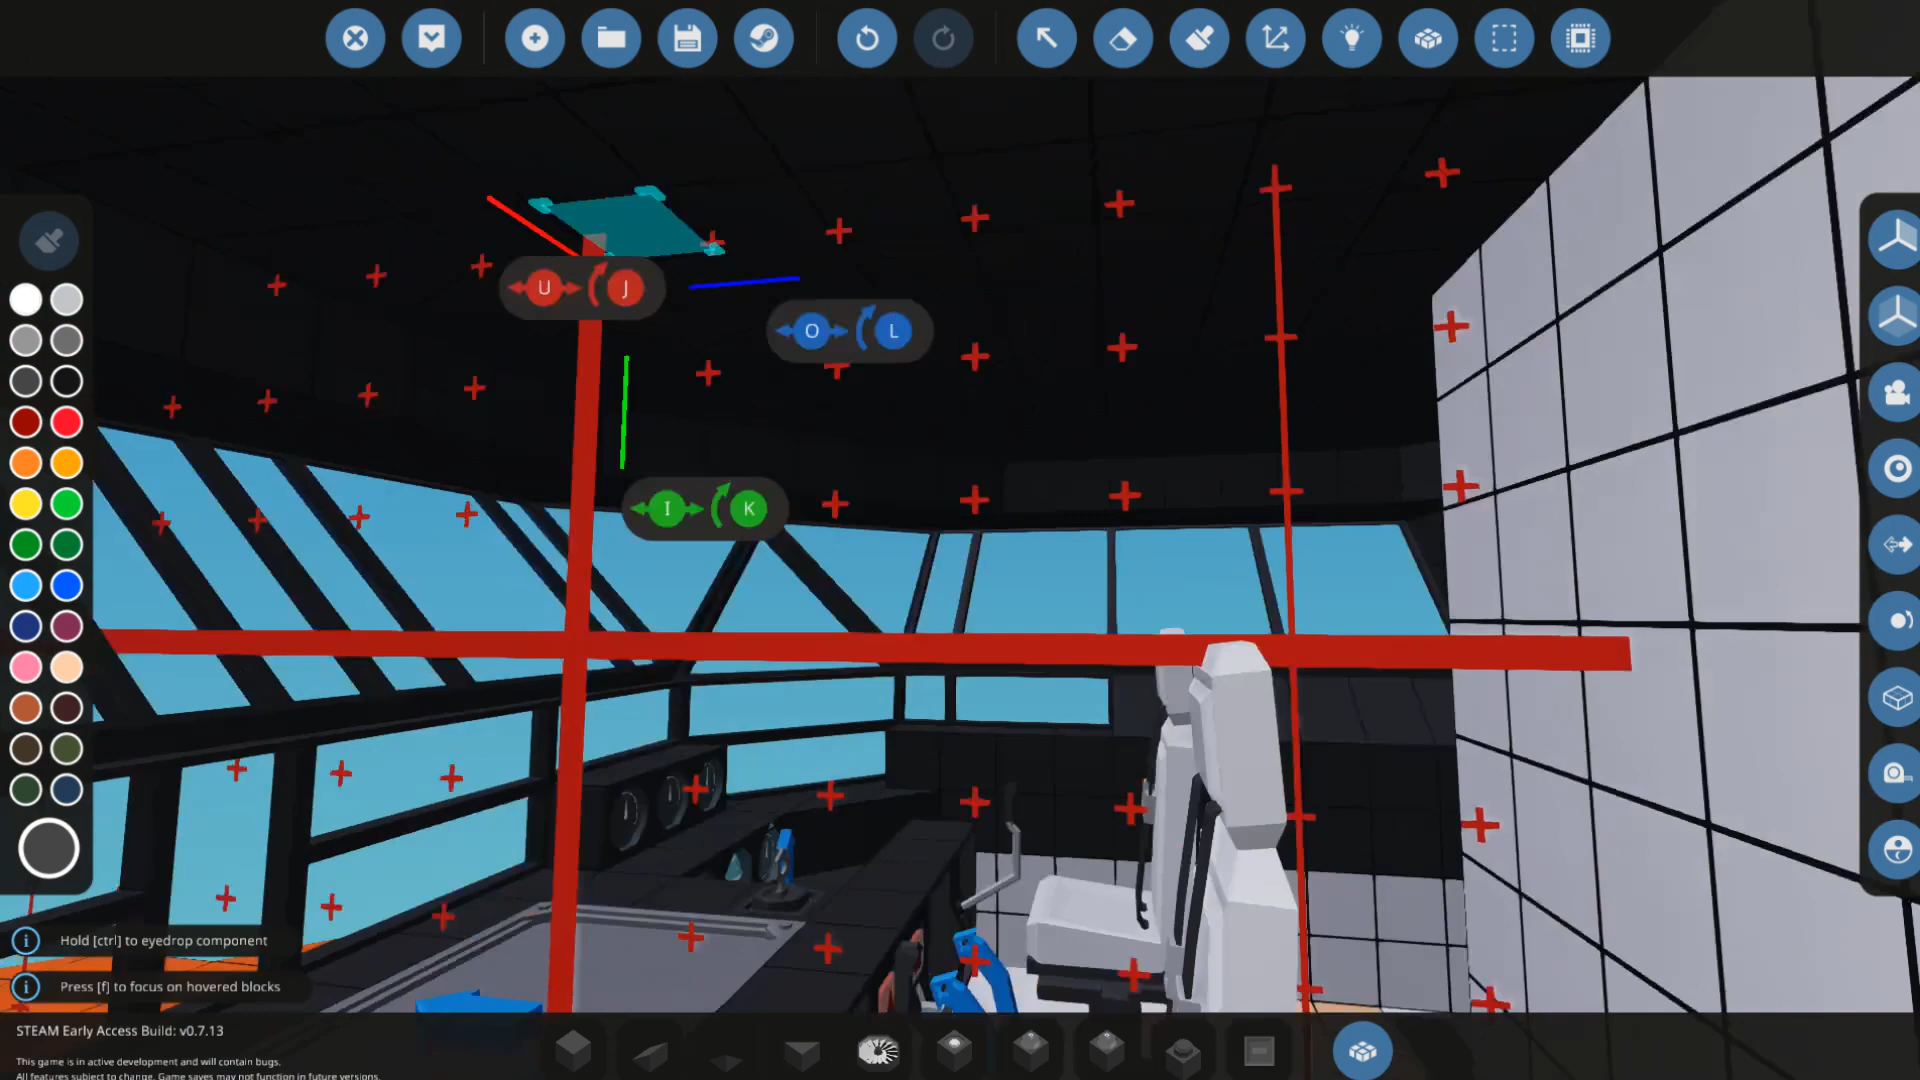 U J
O L
I K
Hold [ctrl] to eyedrop component
Press [f] to focus on hovered blocks
STEAM Early Access Build: v0.7.13
This game is in active development and will contain bugs.
All features subject to change. Game saves may not function in future versions.